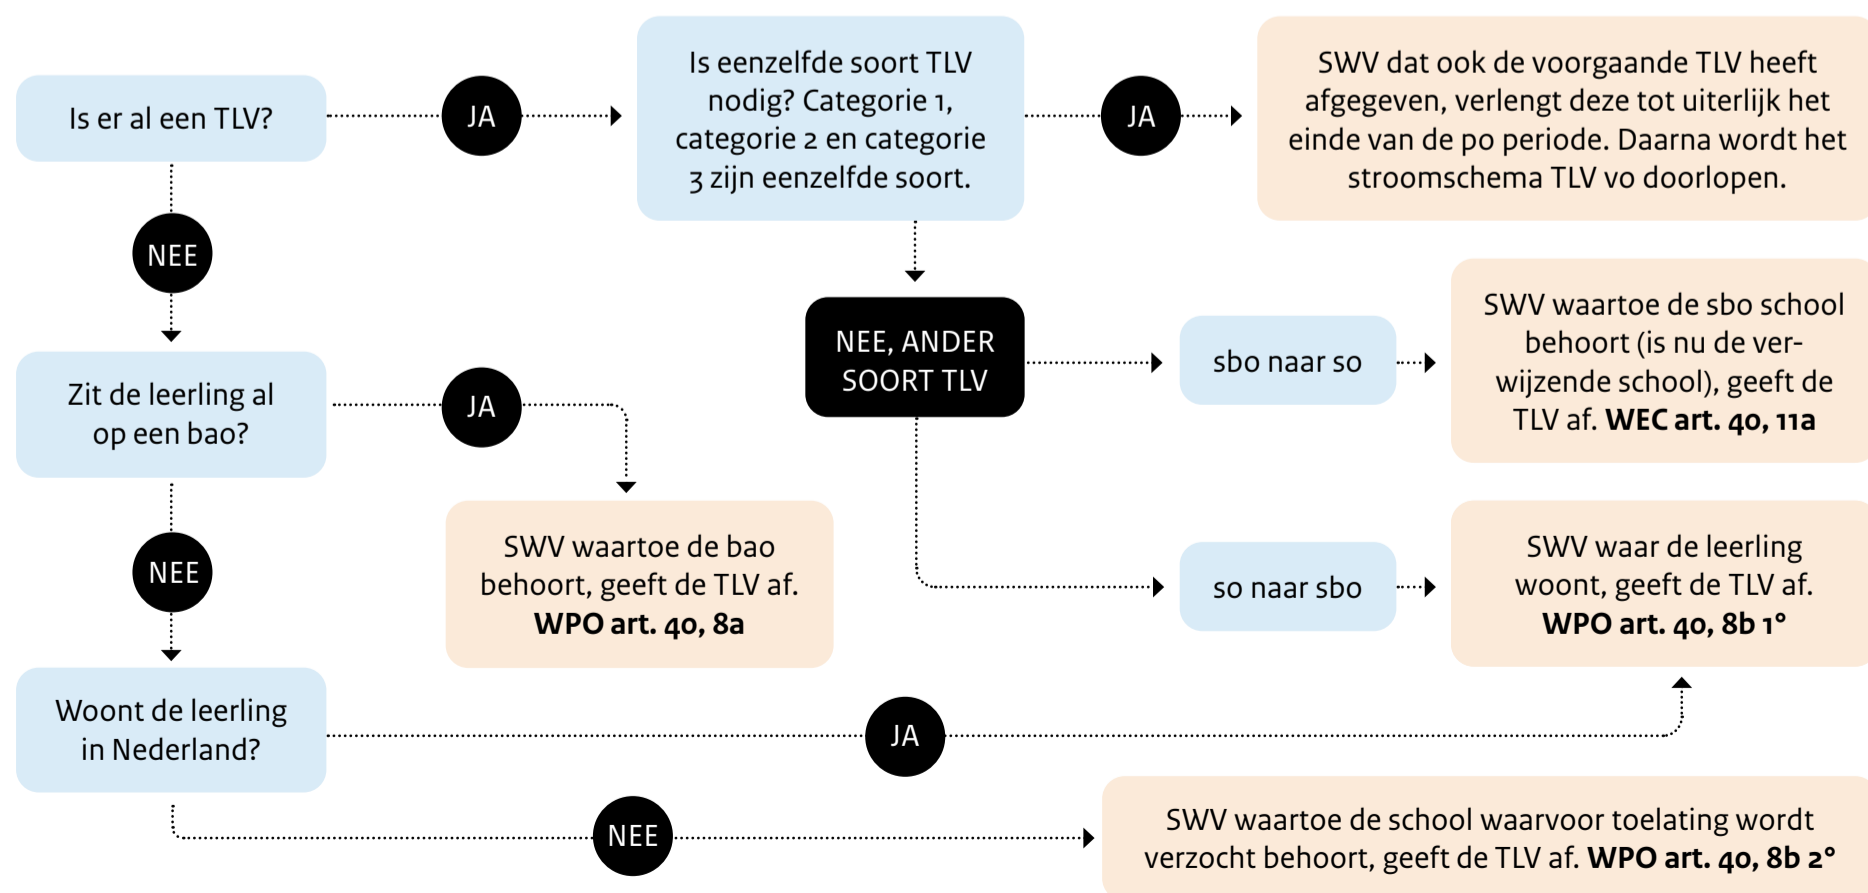 Is er al een TLV?
JA
Is eenzelfde soort TLV
nodig? Categorie 1,
categorie 2 en categorie
3 zijn eenzelfde soort.
JA
SWV dat ook de voorgaande TLV heeft
afgegeven, verlengt deze tot uiterlijk het
einde van de po periode. Daarna wordt het
stroomschema TLV vo doorlopen.
NEE
NEE, ANDER
SOORT TLV
sbo naar so
SWV waartoe de sbo school
behoort (is nu de ver-
wijzende school), geeft de
TLV af. WEC art. 40, 11a
Zit de leerling al
op een bao?
JA
SWV waartoe de bao
behoort, geeft de TLV af.
WPO art. 40, 8a
so naar sbo
SWV waar de leerling
woont, geeft de TLV af.
WPO art. 40, 8b 1°
NEE
Woont de leerling
in Nederland?
JA
NEE
SWV waartoe de school waarvoor toelating wordt
verzocht behoort, geeft de TLV af. WPO art. 40, 8b 2°